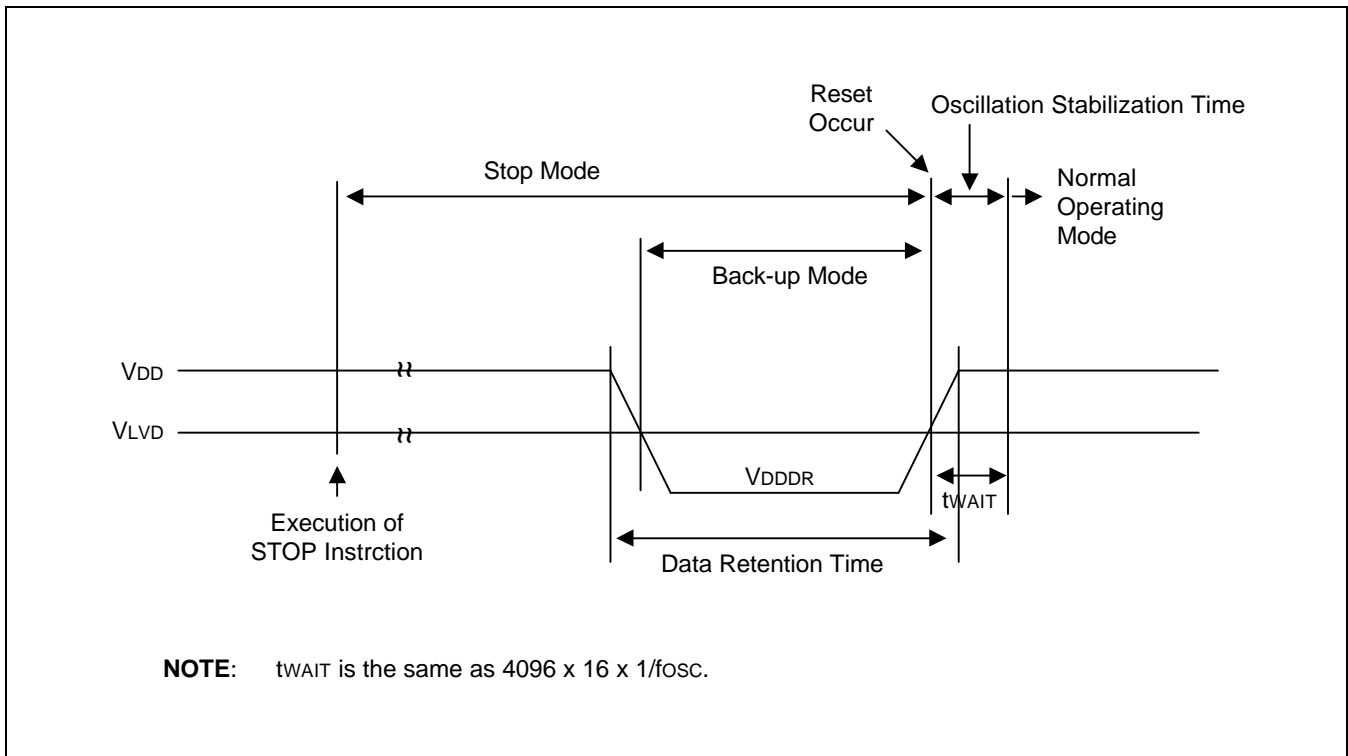 Reset
Occur
Oscillation Stabilization Time
Stop Mode
Normal
Operating
Mode
Back-up Mode
VDD
VLVD
VDDDR
tWAIT
Execution of
STOP Instrction
Data Retention Time
NOTE: tWAIT is the same as 4096 x 16 x 1/fOSC.